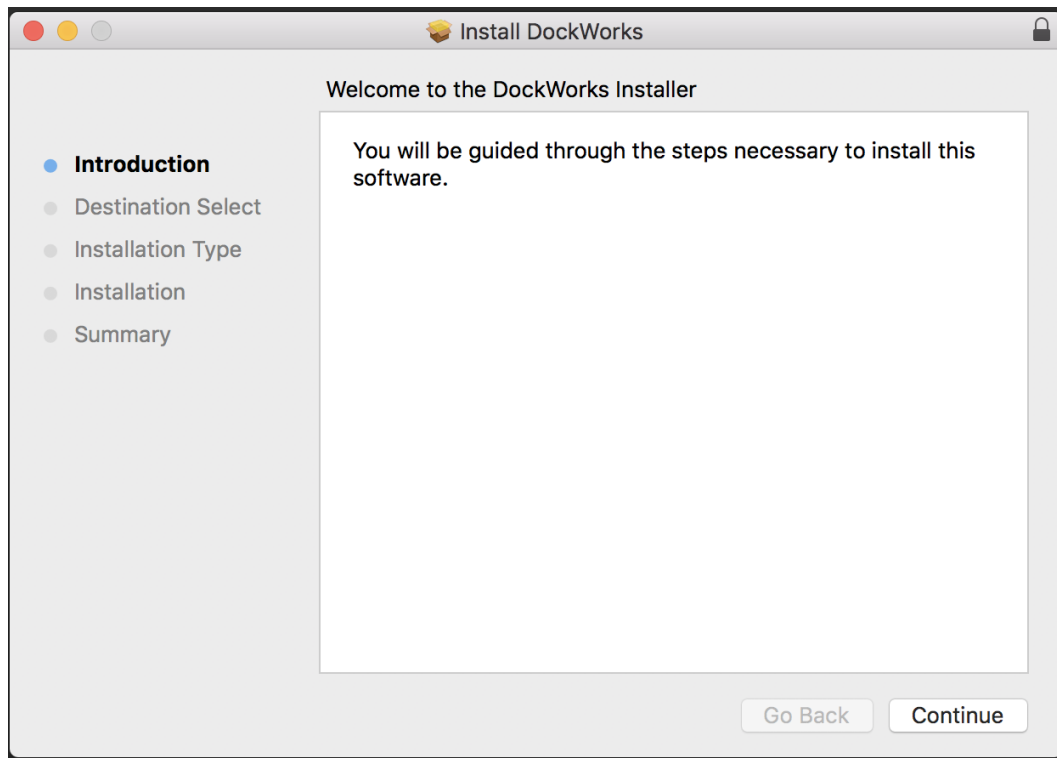 Install DockWorks
Welcome to the DockWorks Installer
Introduction
Destination Select
Installation Type
Installation
Summary
You will be guided through the steps necessary to install this
software.
Go Back
Continue